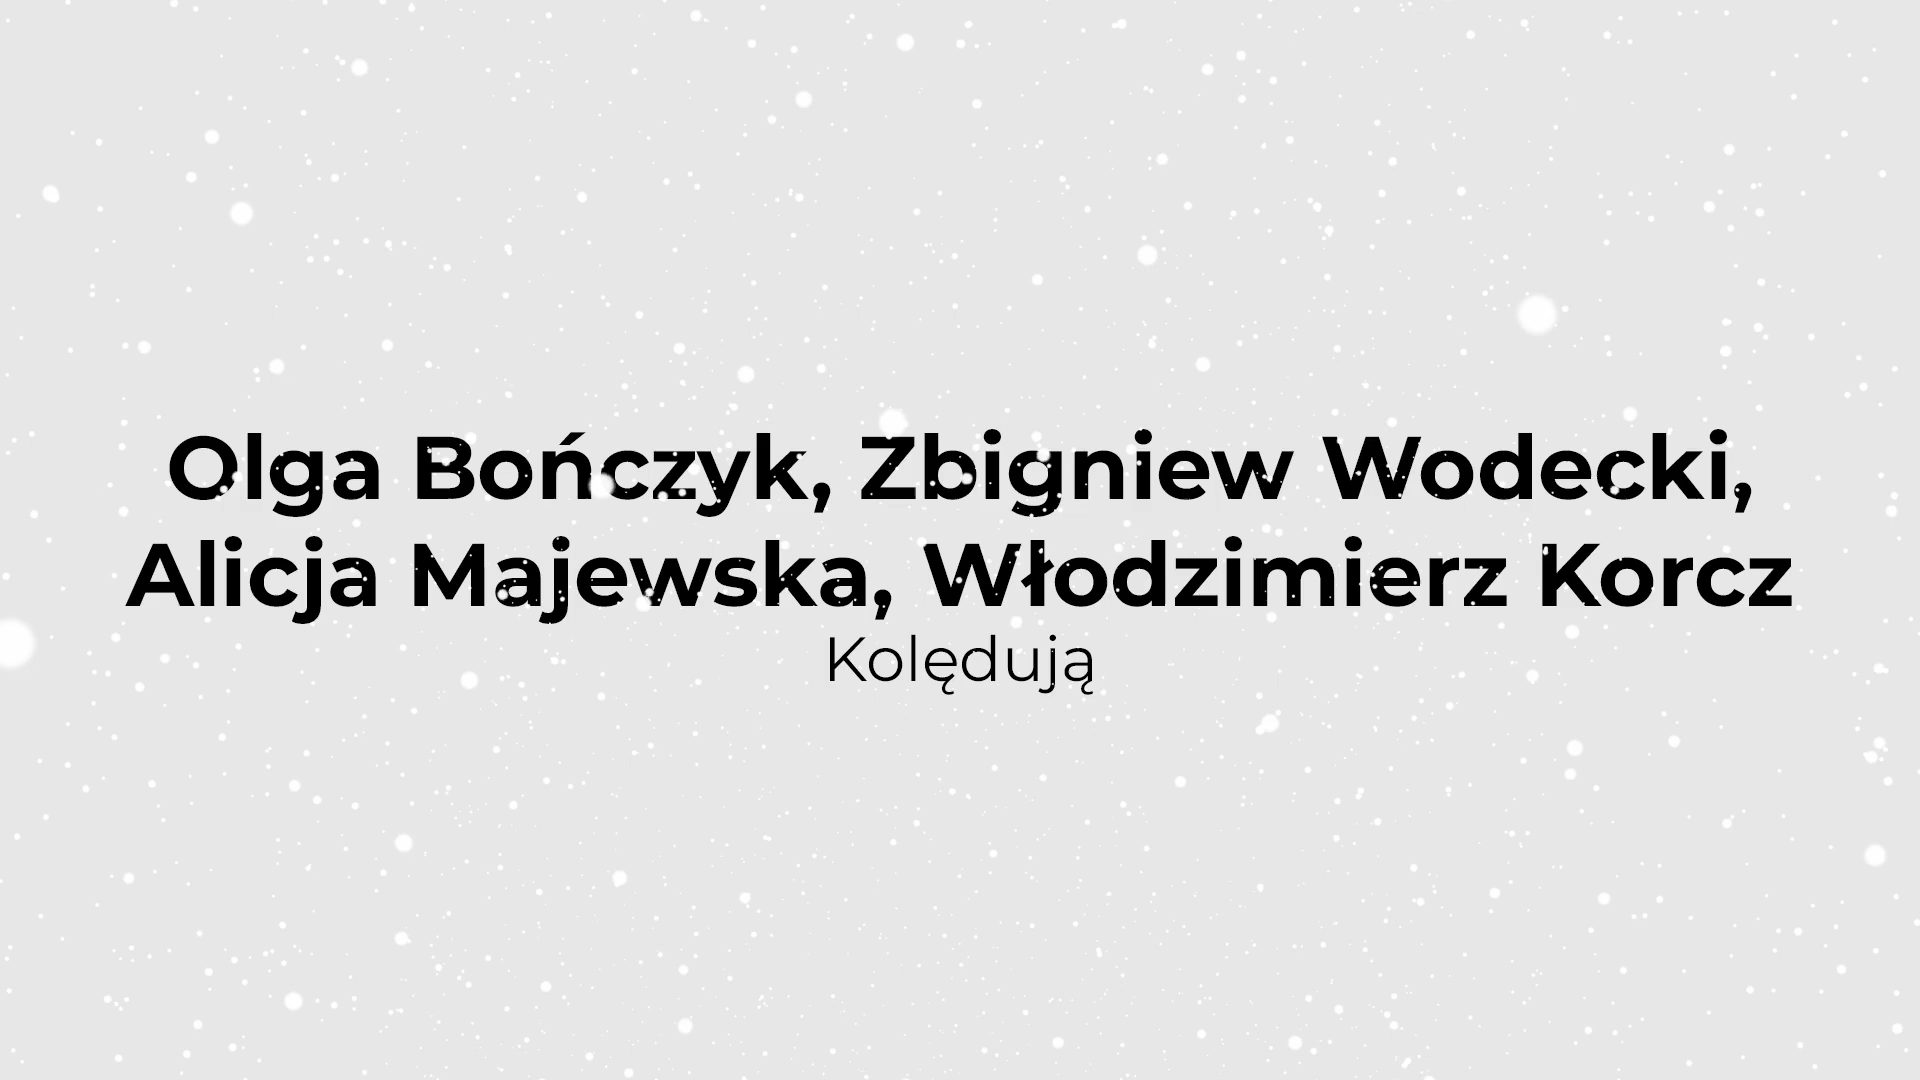 Olga Bończyk, Zbigniew Wodecki,
Alicja Majewska, Włodzimierz Korcz
Kolędują